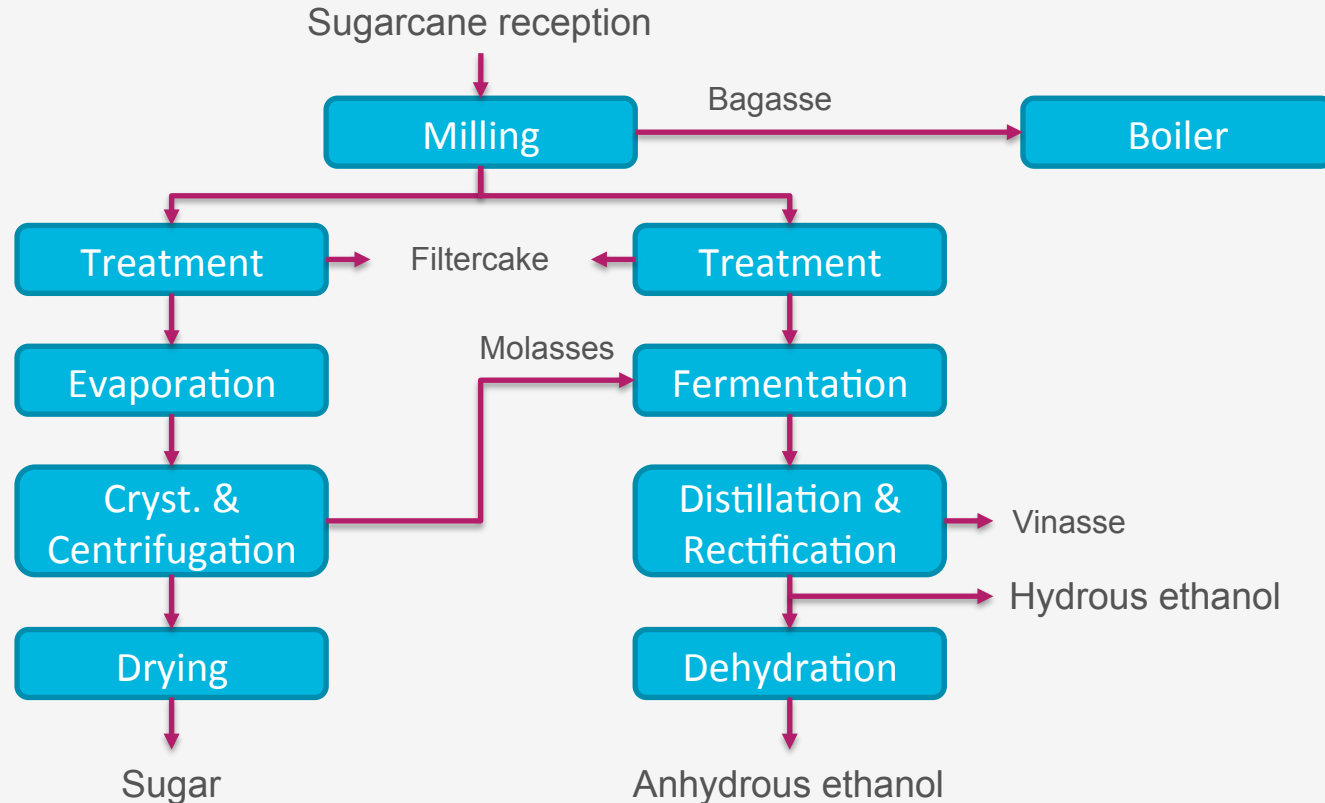 Sugarcane reception
Bagasse
Milling
Boiler
Treatment
Filtercake
Treatment
Molasses
Evaporation
Fermentation
Cryst. &
Centrifugation
Distillation &
Rectification
Vinasse
Hydrous ethanol
Drying
Dehydration
Sugar
Anhydrous ethanol